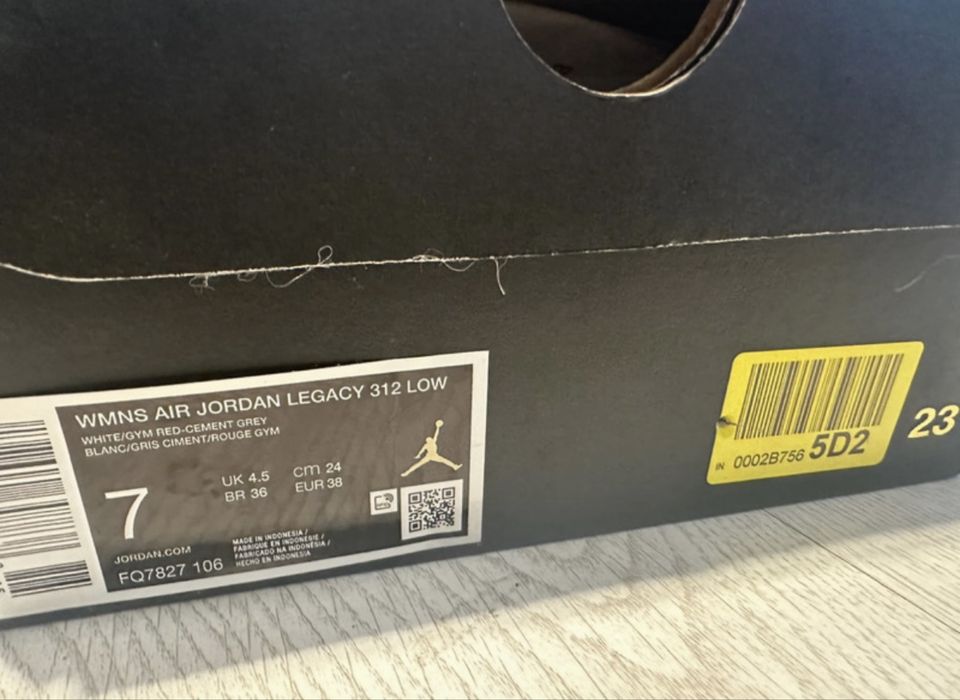 WMNS AIR JORDAN LEGACY 312 LOW
WHITE/GYM RED-CEMENT GREY
BLANC/GRIS CIMENT/ROUGE GYM
7
UK 4.5 cm 24
BR 36 EUR 38
JORDAN.COM
FQ7827 106
MADE IN INDONESIA /
FABRIQUE EN INDONESIE /
FABRICADO NA INDONESIA /
HECHO EN INDONESIA
IN 0002B756 5D2
23